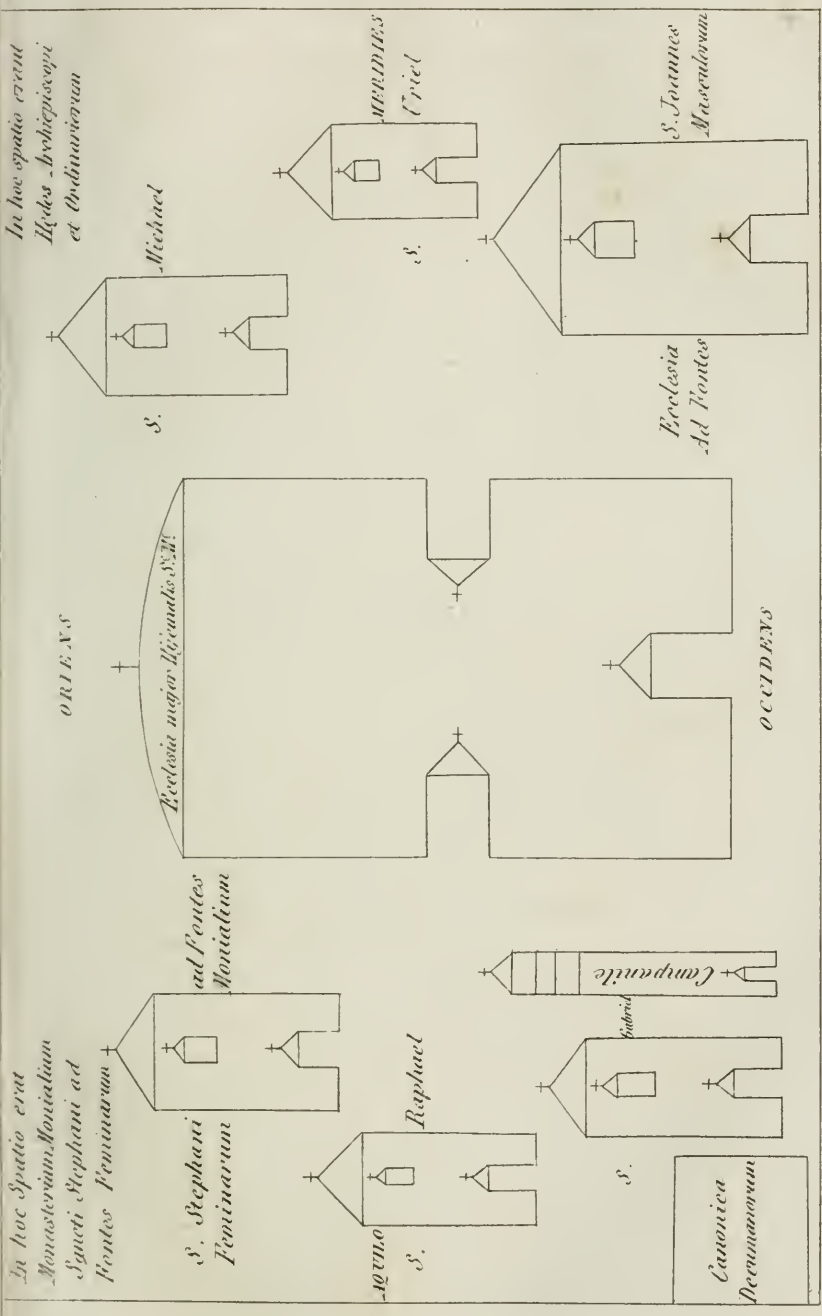 In hoc Spatio erat
Monasterium Monialium
Sancti Stephani ad
Fontes Feminarum
ORIENS
In hoc spatio erant
Ædes Archiepiscopi
et Ordinariorum
S. Stephani
Feminarum
ad Fontes
Monialium
Ecclesia major Hyemalis
S.
Michael
AQVILO
S.
Raphael
S.
MERIDIES
Uriel
S.
Gabriel
Campanile
Ecclesia
Ad Fontes
S. Joannes
Masculorum
Canonica
Decumanorum
OCCIDENS